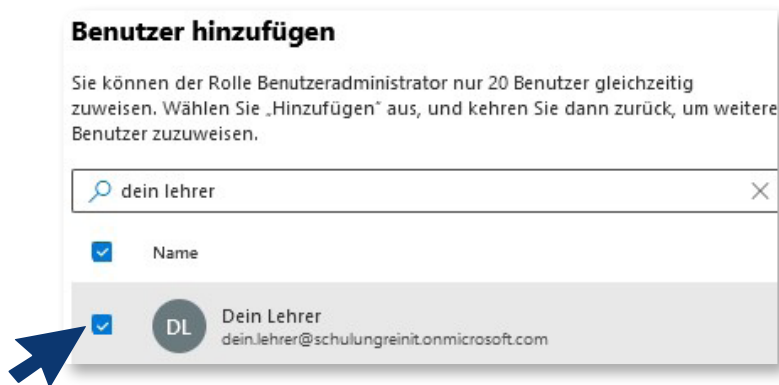 Benutzer hinzufügen
Sie können der Rolle Benutzeradministrator nur 20 Benutzer gleichzeitig
zuweisen. Wählen Sie „Hinzufügen“ aus, und kehren Sie dann zurück, um weitere
Benutzer zuzuweisen.
dein lehrer
Name
DL
Dein Lehrer
dein.lehrer@schulungreinit.onmicrosoft.com